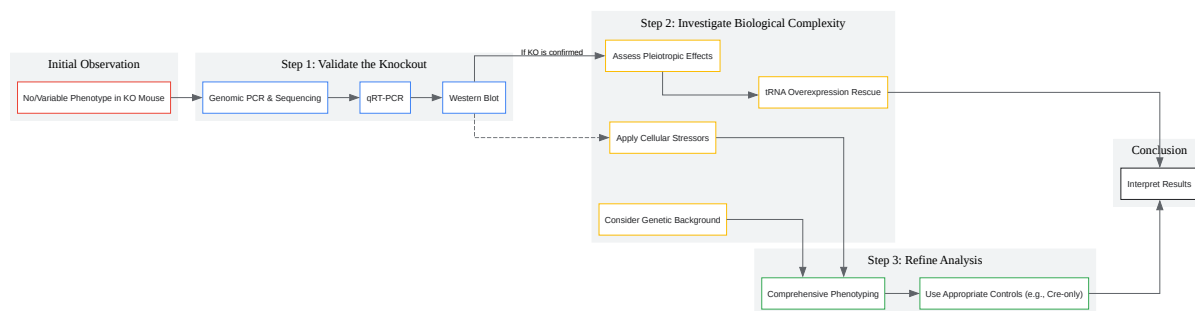 Initial Observation
No/Variable Phenotype in KO Mouse
Step 1: Validate the Knockout
Genomic PCR & Sequencing
qRT-PCR
Western Blot
If KO is confirmed
Step 2: Investigate Biological Complexity
Assess Pleiotropic Effects
tRNA Overexpression Rescue
Apply Cellular Stressors
Consider Genetic Background
Step 3: Refine Analysis
Comprehensive Phenotyping
Use Appropriate Controls (e.g., Cre-only)
Conclusion
Interpret Results